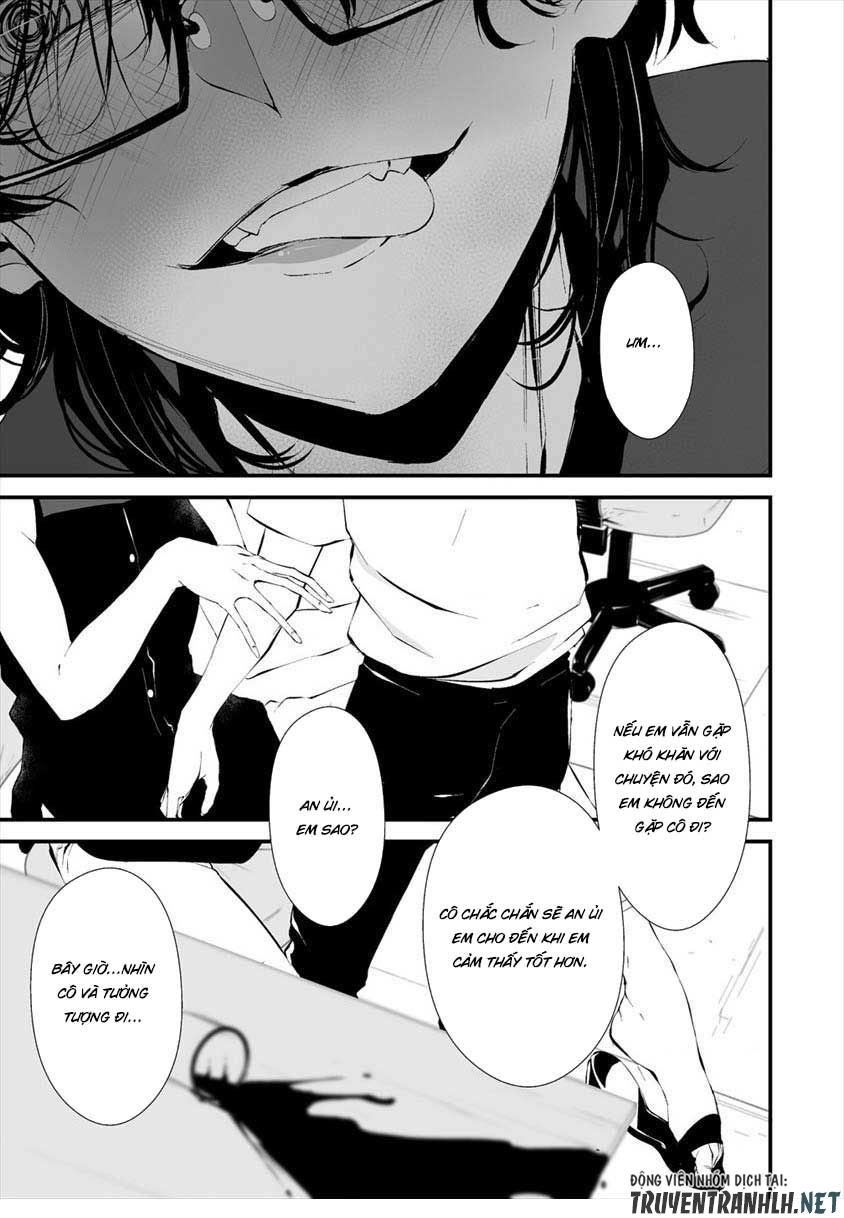 ƯM...
NẾU EM VẪN GẶP
KHÓ KHĂN VỚI
CHUYỆN ĐÓ, SAO
EM KHÔNG ĐẾN
GẶP CÔ ĐI?
AN ỦI...
EM SAO?
CÔ CHẮC CHẮN SẼ AN ỦI
EM CHO ĐẾN KHI EM
CẢM THẤY TỐT HƠN.
BÂY GIỜ...NHÌN
CÔ VÀ TƯỞNG
TƯỢNG ĐI...
ĐỘNG VIÊN NHÓM DỊCH TẠI:
TRUYENTRANHLH.NET